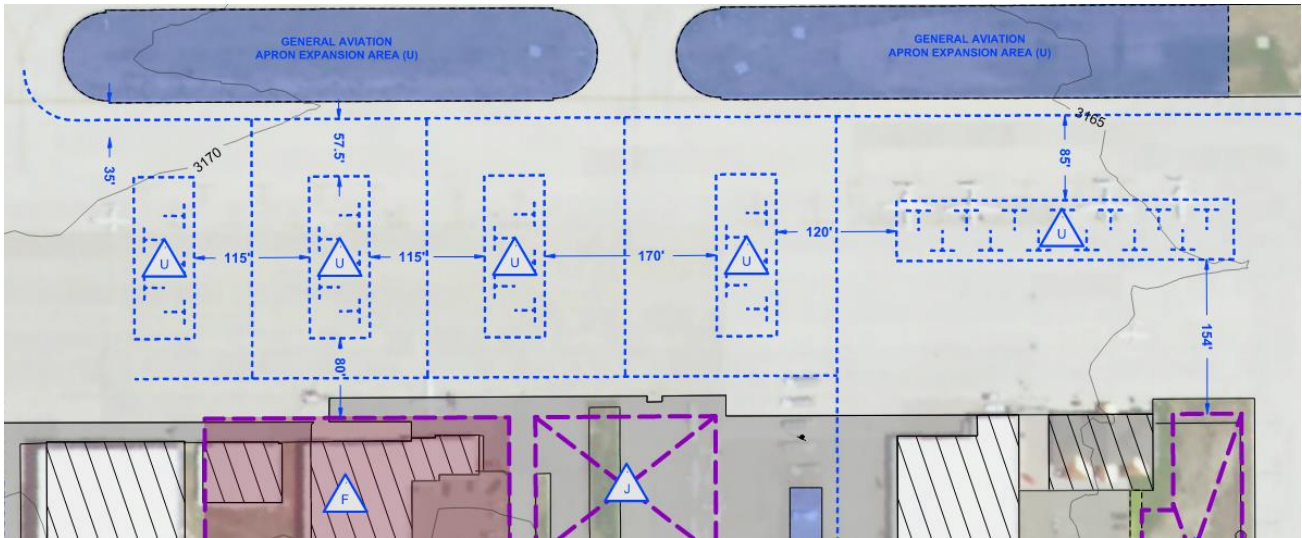 GENERAL AVIATION
APRON EXPANSION AREA (U)
GENERAL AVIATION
APRON EXPANSION AREA (U)
3170
3165
35'
57.5'
85'
U
115'
U
115'
U
170'
U
120'
U
80'
154'
F
J